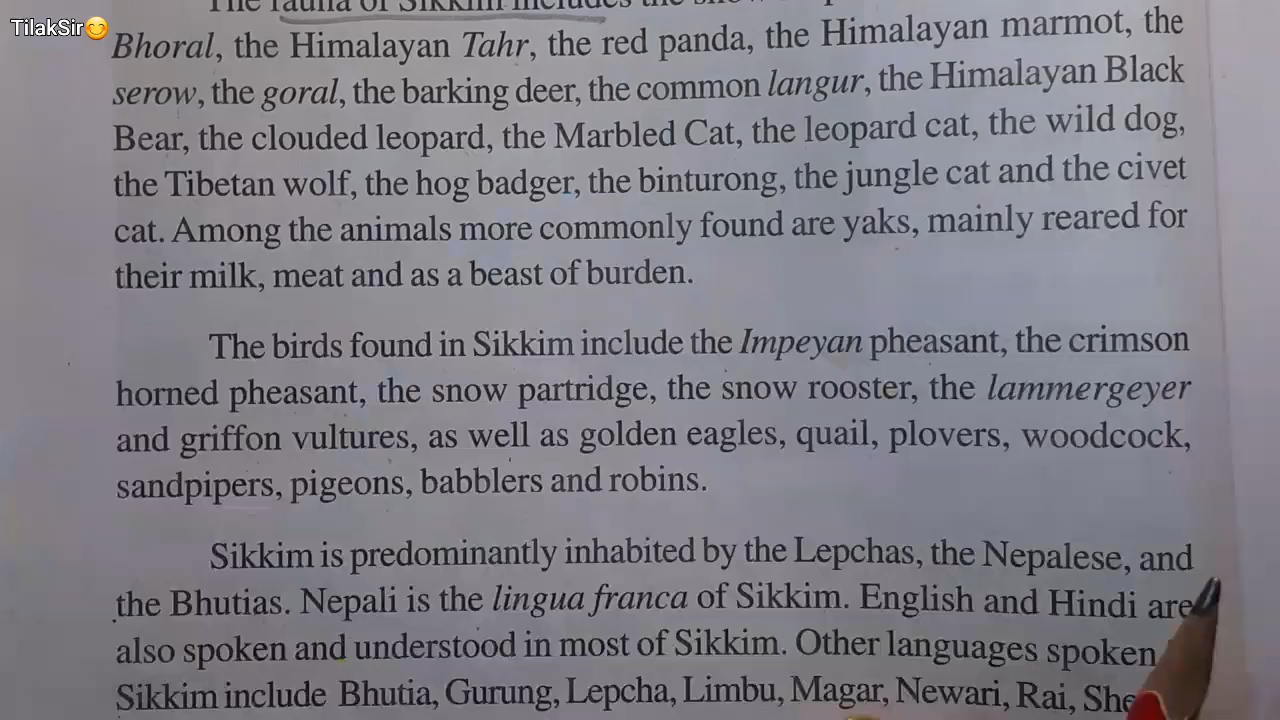 TilakSir😊
The fauna of Sikkim includes the
Bhoral, the Himalayan Tahr, the red panda, the Himalayan marmot, the
serow, the goral, the barking deer, the common langur, the Himalayan Black
Bear, the clouded leopard, the Marbled Cat, the leopard cat, the wild dog,
the Tibetan wolf, the hog badger, the binturong, the jungle cat and the civet
cat. Among the animals more commonly found are yaks, mainly reared for
their milk, meat and as a beast of burden.
The birds found in Sikkim include the Impeyan pheasant, the crimson
horned pheasant, the snow partridge, the snow rooster, the lammergeyer
and griffon vultures, as well as golden eagles, quail, plovers, woodcock,
sandpipers, pigeons, babblers and robins.
Sikkim is predominantly inhabited by the Lepchas, the Nepalese, and
the Bhutias. Nepali is the lingua franca of Sikkim. English and Hindi are
also spoken and understood in most of Sikkim. Other languages spoken
Sikkim include Bhutia, Gurung, Lepcha, Limbu, Magar, Newari, Rai,